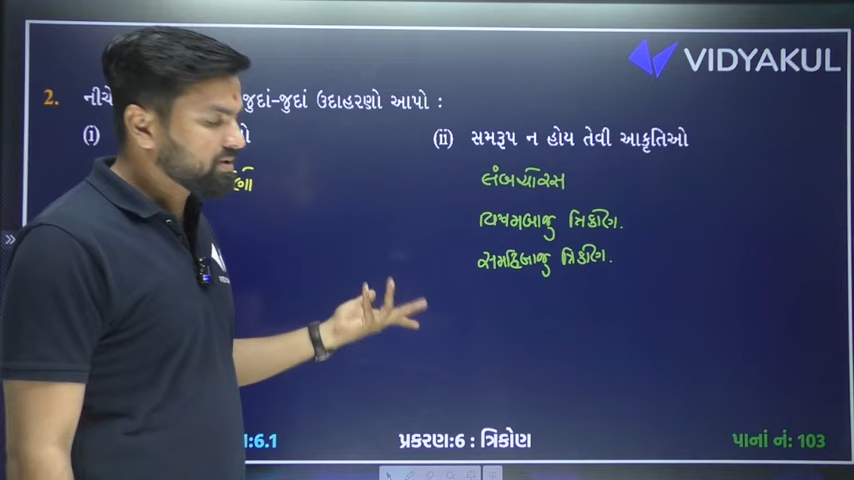 VIDYAKUL
2. નીચે જુદાં-જુદાં ઉદાહરણો આપો :
(i)
(ii) સમરૂપ ન હોય તેવી આકૃતિઓ
લંબચોરસ
વિષમબાજુ ત્રિકોણ.
સમદ્વિબાજુ ત્રિકોણ.
:6.1
પ્રકરણ:6 : ત્રિકોણ
પાનાં નં: 103